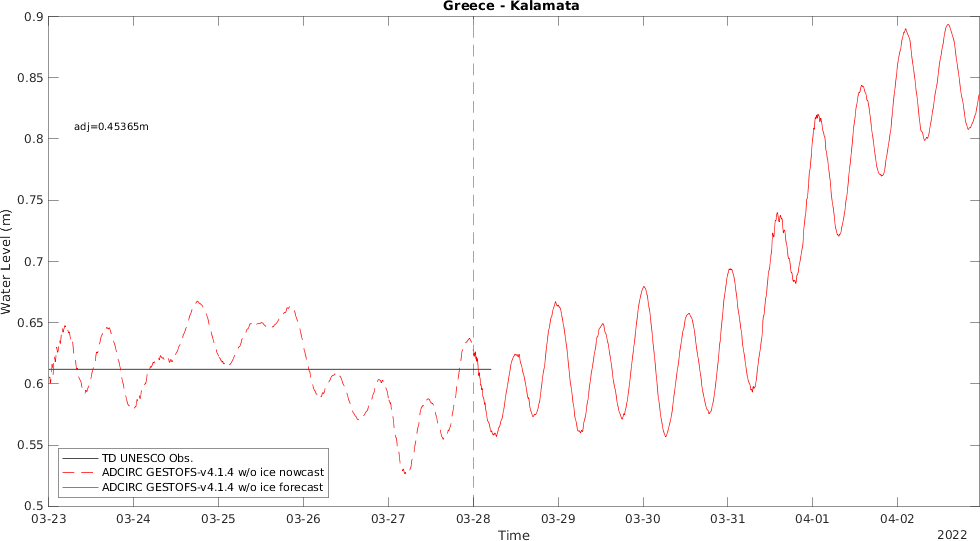 Greece - Kalamata
0.9
0.85
0.8
0.75
0.7
0.65
0.6
0.55
0.5
Water Level (m)
adj=0.45365m
TD UNESCO Obs.
ADCIRC GESTOFS-v4.1.4 w/o ice nowcast
ADCIRC GESTOFS-v4.1.4 w/o ice forecast
03-23 03-24 03-25 03-26 03-27 03-28 03-29 03-30 03-31 04-01 04-02
Time
2022